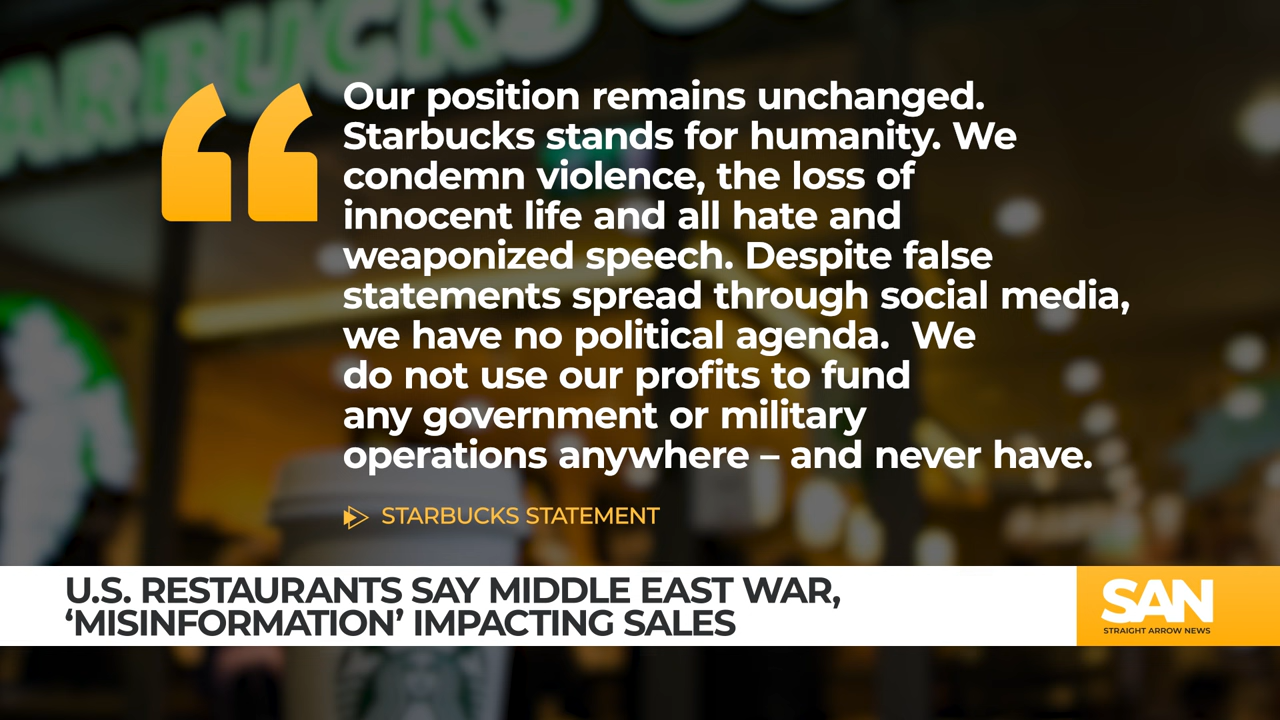 ARBUCKS CO
Our position remains unchanged.
Starbucks stands for humanity. We
condemn violence, the loss of
innocent life and all hate and
weaponized speech. Despite false
statements spread through social media,
we have no political agenda.  We
do not use our profits to fund
any government or military
operations anywhere – and never have.
STARBUCKS STATEMENT
U.S. RESTAURANTS SAY MIDDLE EAST WAR,
‘MISINFORMATION’ IMPACTING SALES
SAN
STRAIGHT ARROW NEWS